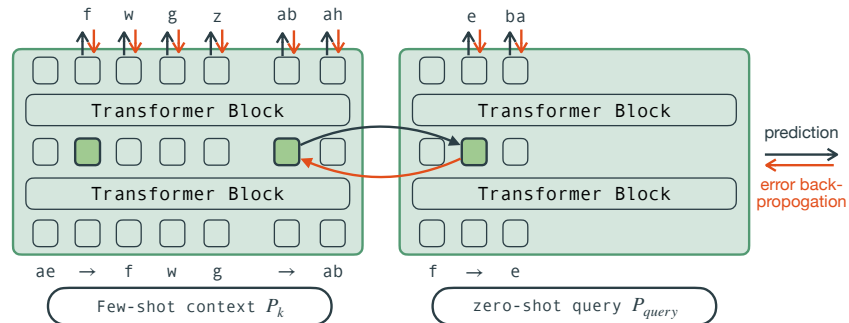 f w g z ab ah
e ba
Transformer Block
Transformer Block
prediction
error back-
propogation
Transformer Block
Transformer Block
ae → f w g → ab
f → e
Few-shot context P_k
zero-shot query P_query